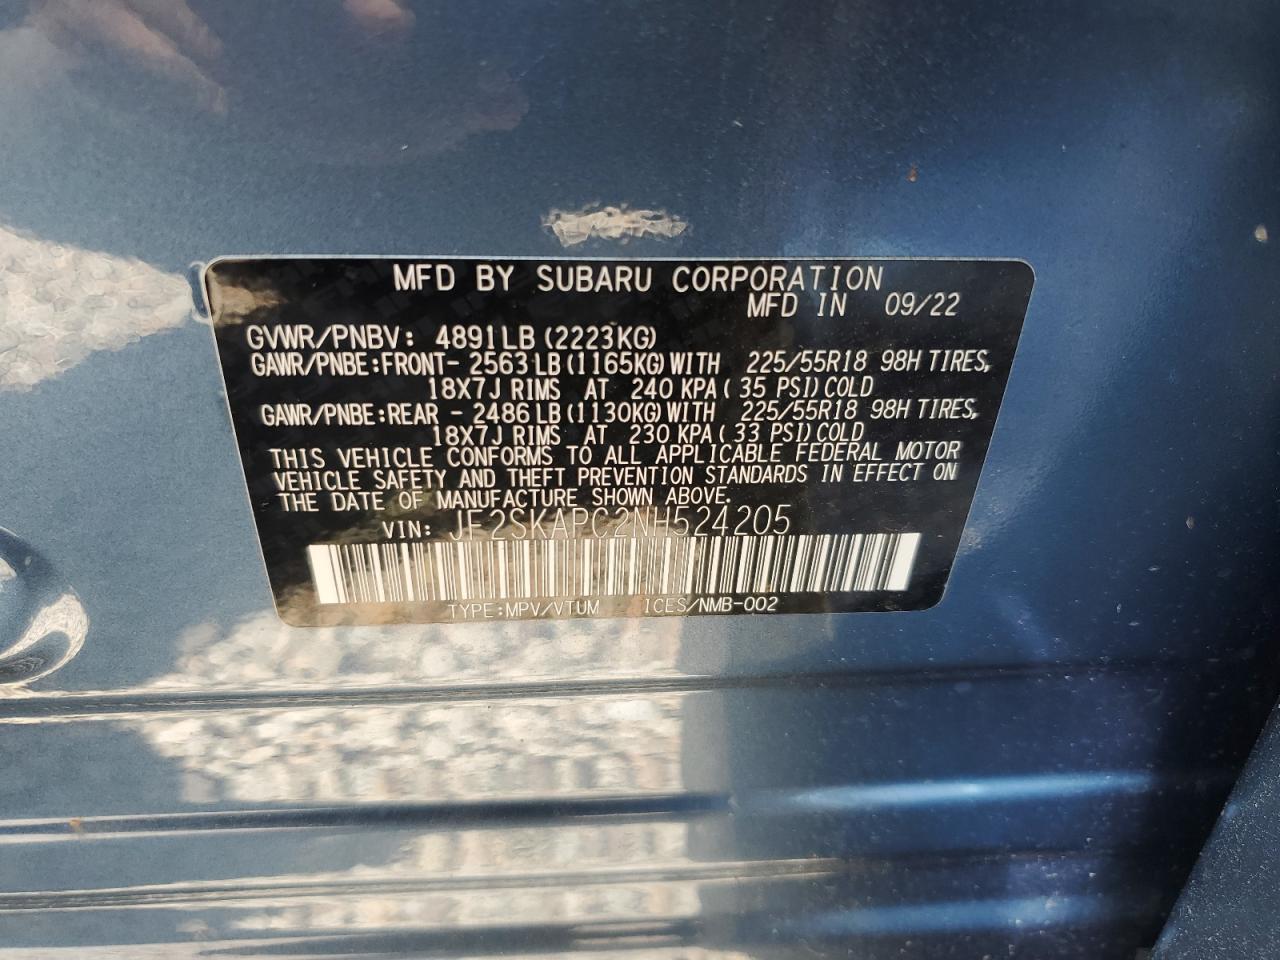 MFD BY SUBARU CORPORATION
MFD IN 09/22
GVWR/PNBV: 4891LB(2223KG)
GAWR/PNBE:FRONT- 2563LB(1165KG)WITH 225/55R18 98H TIRES,
18X7J RIMS AT 240 KPA( 35 PSI)COLD
GAWR/PNBE:REAR - 2486LB(1130KG)WITH 225/55R18 98H TIRES,
18X7J RIMS AT 230 KPA( 33 PSI)COLD
THIS VEHICLE CONFORMS TO ALL APPLICABLE FEDERAL MOTOR
VEHICLE SAFETY AND THEFT PREVENTION STANDARDS IN EFFECT ON
THE DATE OF MANUFACTURE SHOWN ABOVE.
VIN: JF2SKAPC2NH524205
TYPE:MPV/VTUM ICES/NMB-002